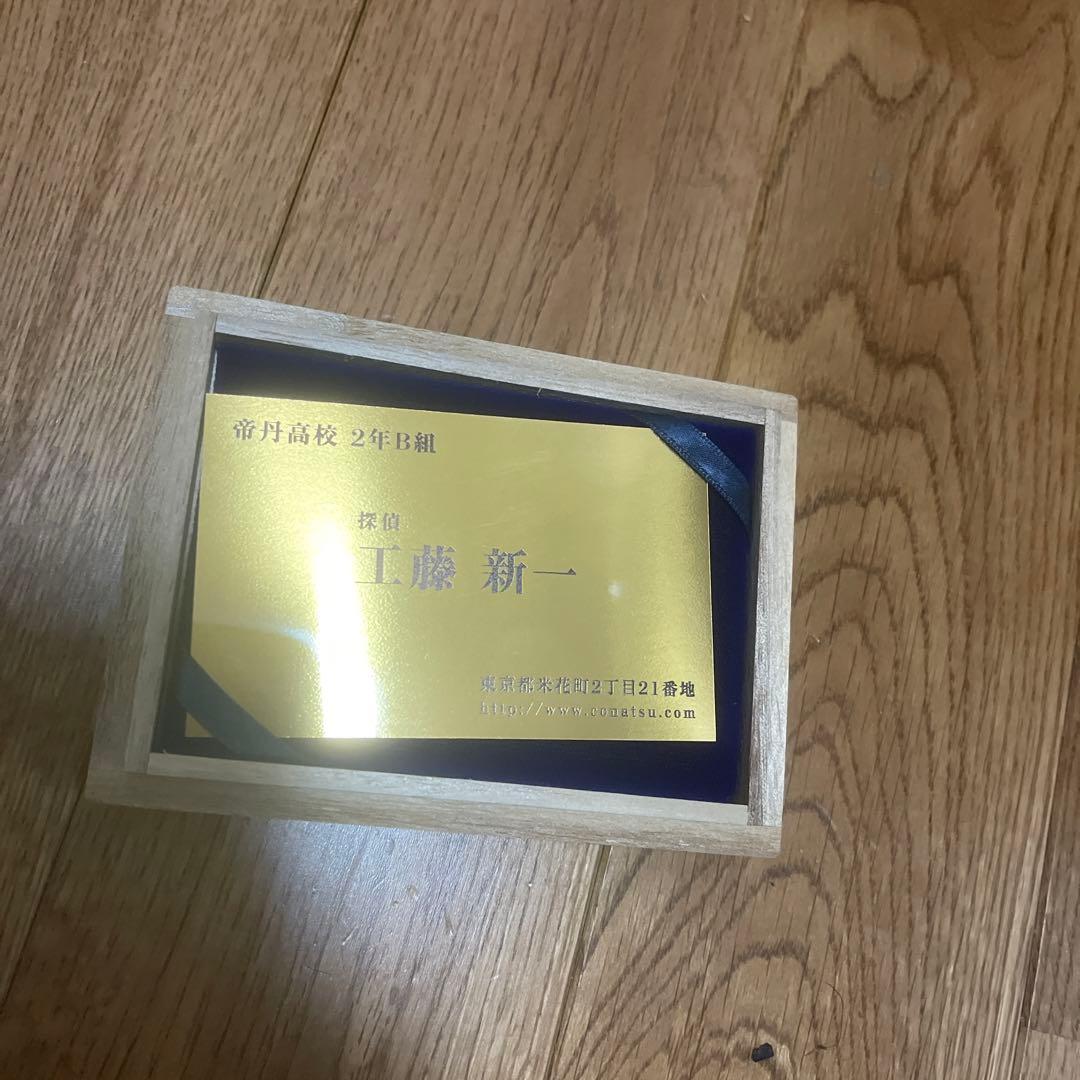 帝丹高校 2年B組
探偵
工藤 新一
東京都米花町2丁目21番地
http://www.conatsu.com